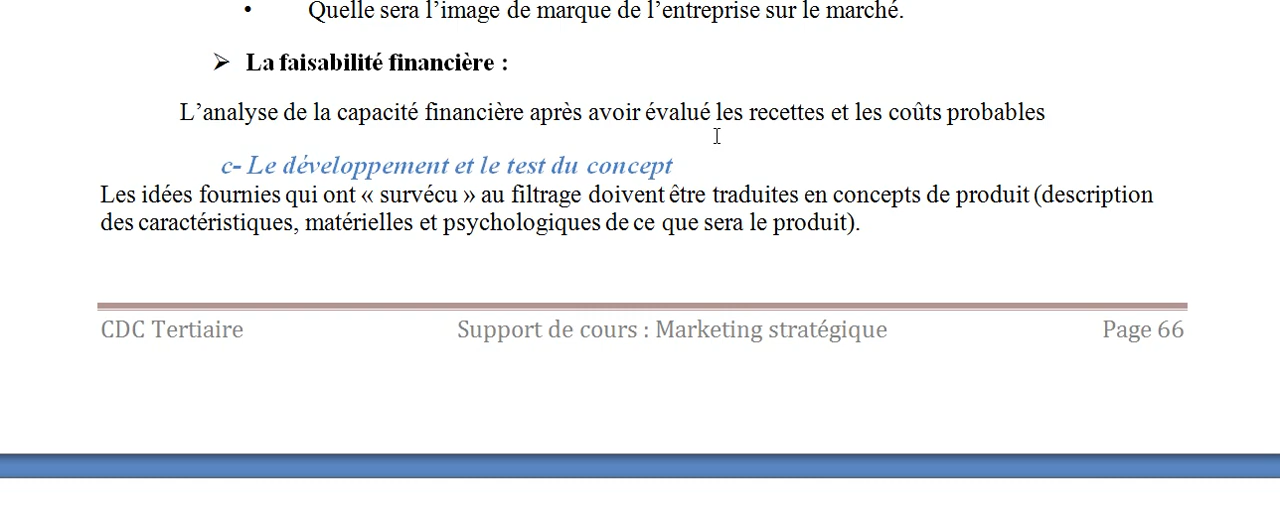 • Quelle sera l’image de marque de l’entreprise sur le marché.
➢ La faisabilité financière :
L’analyse de la capacité financière après avoir évalué les recettes et les coûts probables
c- Le développement et le test du concept
Les idées fournies qui ont « survécu » au filtrage doivent être traduites en concepts de produit (description
des caractéristiques, matérielles et psychologiques de ce que sera le produit).
CDC Tertiaire Support de cours : Marketing stratégique Page 66